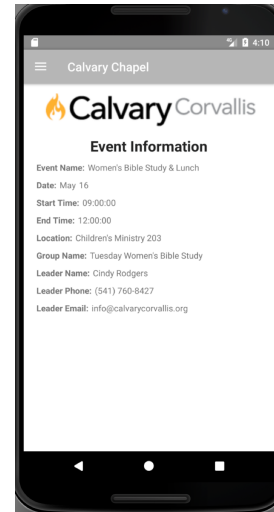 4:10
Calvary Chapel
Calvary Corvallis
Event Information
Event Name: Women's Bible Study & Lunch
Date: May 16
Start Time: 09:00:00
End Time: 12:00:00
Location: Children's Ministry 203
Group Name: Tuesday Women's Bible Study
Leader Name: Cindy Rodgers
Leader Phone: (541) 760-8427
Leader Email: info@calvarycorvallis.org